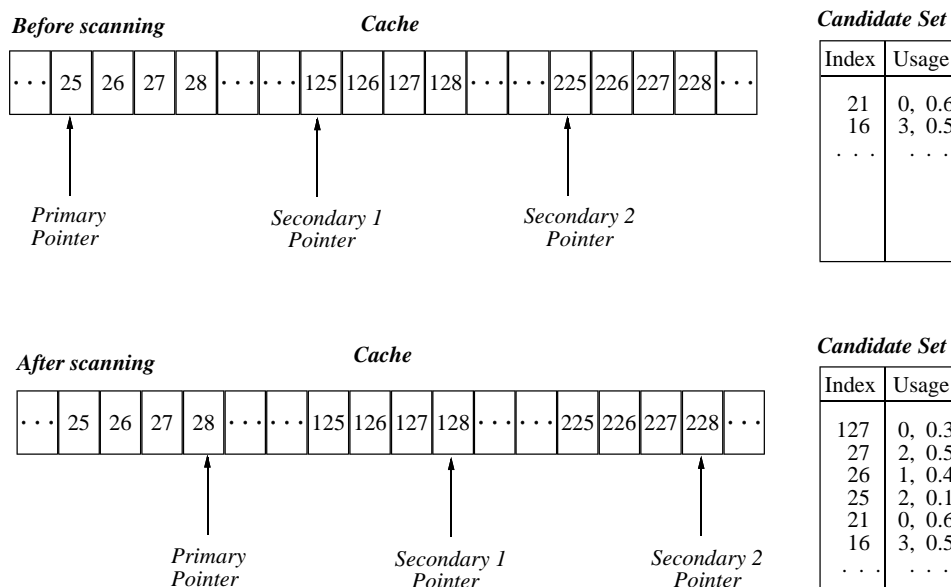 Before scanning
Cache
Candidate Set
· · · 25 26 27 28 · · · · · · 125 126 127 128 · · · · · · 225 226 227 228 · · ·
Index Usage
21 0, 0.6
16 3, 0.5
· · · · · ·
Primary Pointer
Secondary 1 Pointer
Secondary 2 Pointer
After scanning
Cache
Candidate Set
· · · 25 26 27 28 · · · · · · 125 126 127 128 · · · · · · 225 226 227 228 · · ·
Index Usage
127 0, 0.3
27 2, 0.5
26 1, 0.4
25 2, 0.1
21 0, 0.6
16 3, 0.5
· · · · · ·
Primary Pointer
Secondary 1 Pointer
Secondary 2 Pointer